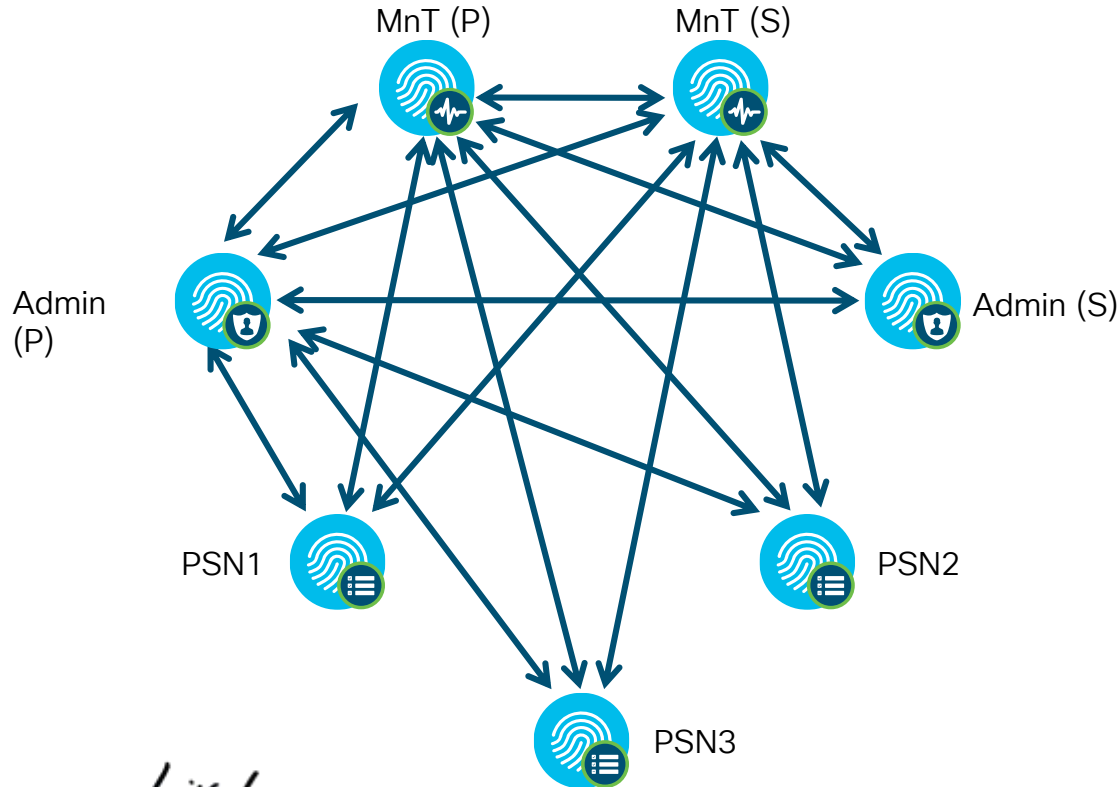 MnT (P)
MnT (S)
Admin
(P)
Admin (S)
PSN1
PSN2
PSN3